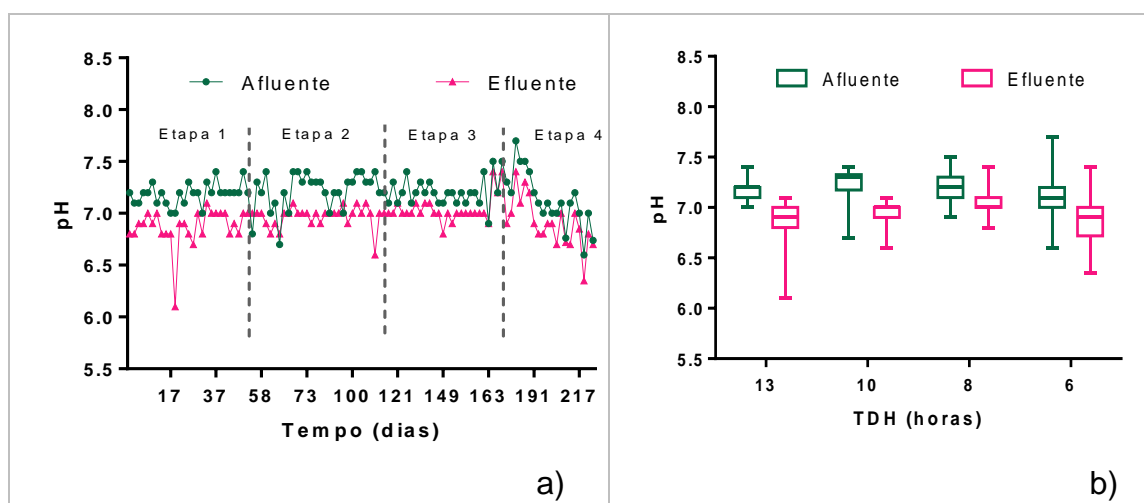 8.5
8.0
7.5
7.0
6.5
6.0
5.5
pH
Afluente
Efluente
Etapa 1
Etapa 2
Etapa 3
Etapa 4
17 37 58 73 100 121 149 163 191 217
Tempo (dias)
a)
8.5
8.0
7.5
7.0
6.5
6.0
5.5
pH
Afluente
Efluente
13 10 8 6
TDH (horas)
b)